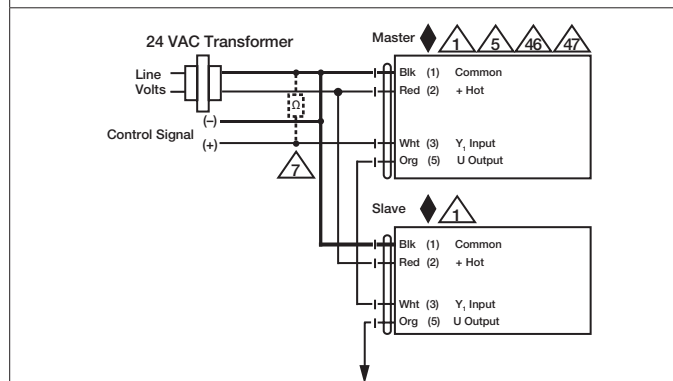 24 VAC Transformer
Line
Volts
Control Signal
(–)
(+)
Ω
7
Master
1
5
46
47
Blk (1) Common
Red (2) + Hot
Wht (3) Y₁ Input
Org (5) U Output
Slave
1
Blk (1) Common
Red (2) + Hot
Wht (3) Y₁ Input
Org (5) U Output